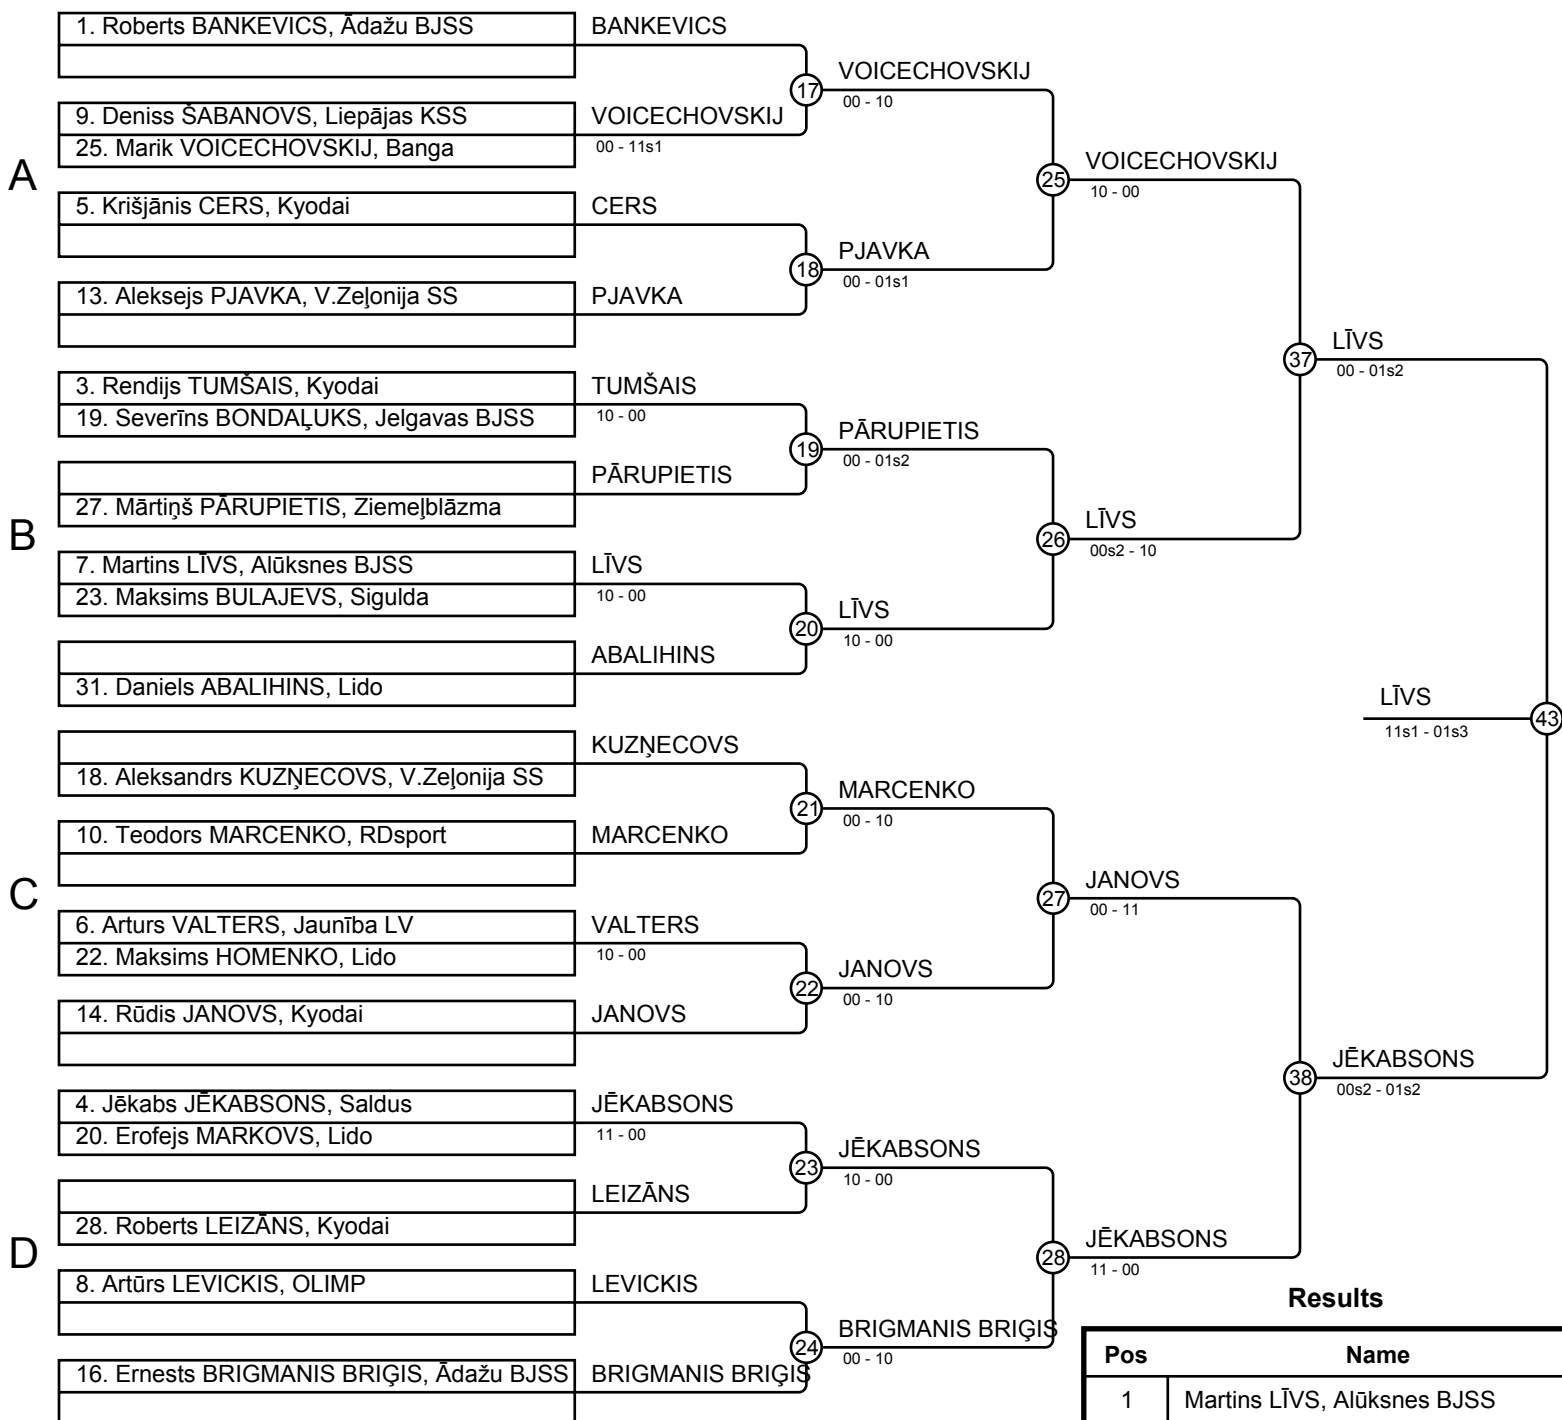 1. Roberts BANKEVICS, Ādažu BJSS
BANKEVICS
17
VOICECHOVSKIJ
00 - 10
9. Deniss ŠABANOVS, Liepājas KSS
25. Marik VOICECHOVSKIJ, Banga
VOICECHOVSKIJ
00 - 11s1
A
25
VOICECHOVSKIJ
10 - 00
5. Krišjānis CERS, Kyodai
CERS
18
PJAVKA
00 - 01s1
13. Aleksejs PJAVKA, V.Zeļonija SS
PJAVKA
37
LĪVS
00 - 01s2
3. Rendijs TUMŠAIS, Kyodai
19. Severīns BONDAĻUKS, Jelgavas BJSS
TUMŠAIS
10 - 00
19
PĀRUPIETIS
00 - 01s2
27. Mārtiņš PĀRUPIETIS, Ziemeļblāzma
PĀRUPIETIS
B
26
LĪVS
00s2 - 10
7. Martins LĪVS, Alūksnes BJSS
23. Maksims BULAJEVS, Sigulda
LĪVS
10 - 00
20
LĪVS
10 - 00
31. Daniels ABALIHINS, Lido
ABALIHINS
LĪVS
11s1 - 01s3
43
18. Aleksandrs KUZŅECOVS, V.Zeļonija SS
KUZŅECOVS
21
MARCENKO
00 - 10
10. Teodors MARCENKO, RDsport
MARCENKO
C
27
JANOVS
00 - 11
6. Arturs VALTERS, Jaunība LV
22. Maksims HOMENKO, Lido
VALTERS
10 - 00
22
JANOVS
00 - 10
14. Rūdis JANOVS, Kyodai
JANOVS
38
JĒKABSONS
00s2 - 01s2
4. Jēkabs JĒKABSONS, Saldus
20. Erofejs MARKOVS, Lido
JĒKABSONS
11 - 00
23
JĒKABSONS
10 - 00
28. Roberts LEIZĀNS, Kyodai
LEIZĀNS
D
28
JĒKABSONS
11 - 00
8. Artūrs LEVICKIS, OLIMP
LEVICKIS
24
BRIGMANIS BRIĢIS
00 - 10
16. Ernests BRIGMANIS BRIĢIS, Ādažu BJSS
BRIGMANIS BRIĢIS
Results
Pos Name
1 Martins LĪVS, Alūksnes BJSS